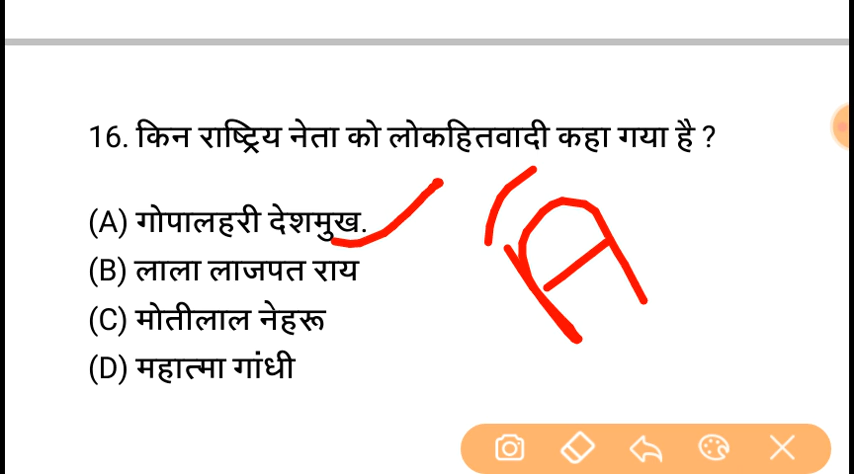 16. किन राष्ट्रिय नेता को लोकहितवादी कहा गया है ?
(A) गोपालहरी देशमुख.
(B) लाला लाजपत राय
(C) मोतीलाल नेहरू
(D) महात्मा गांधी
A